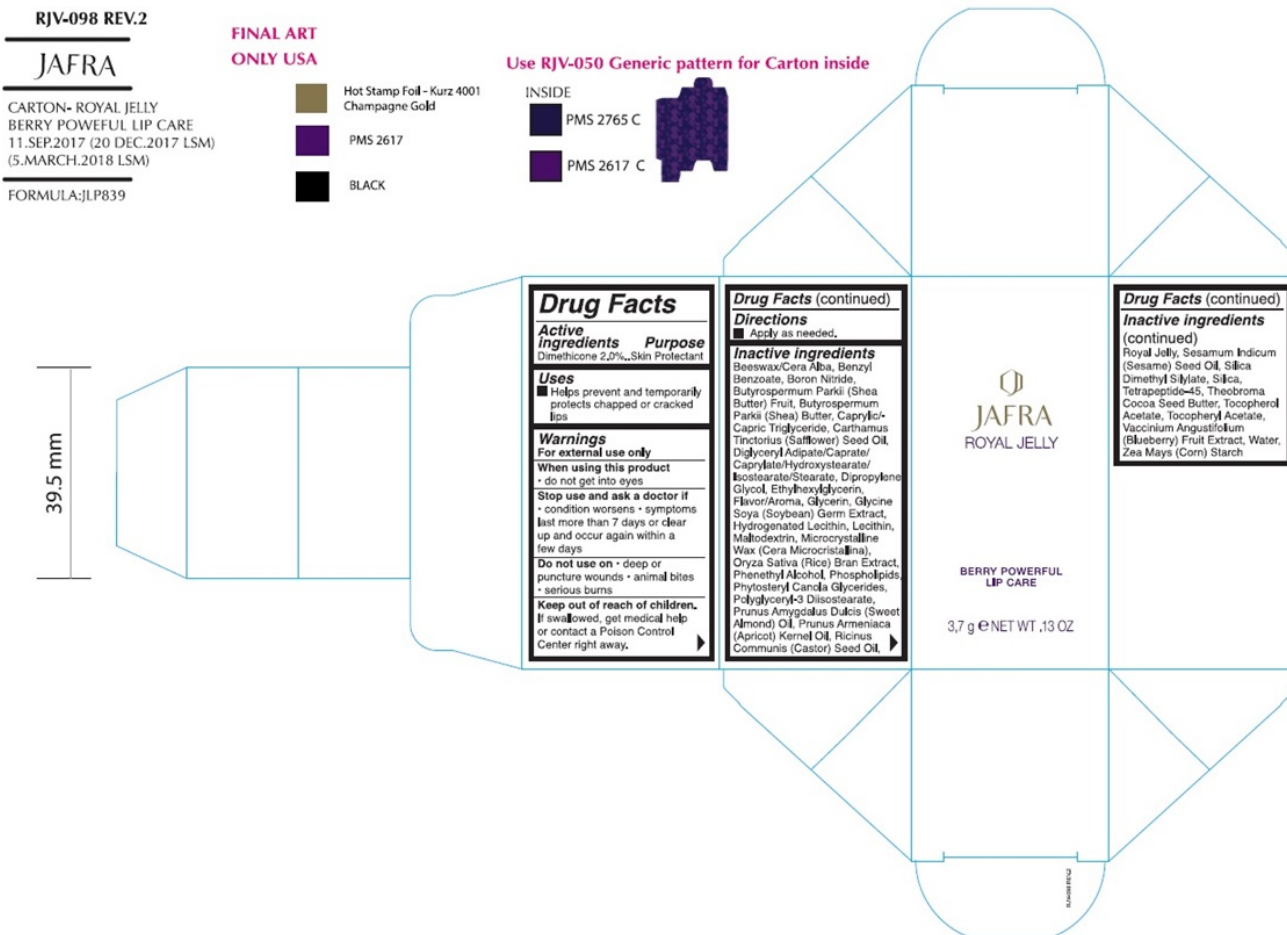 RJV-098 REV.2
JAFRA
CARTON- ROYAL JELLY
BERRY POWEFUL LIP CARE
11.SEP.2017 (20 DEC.2017 LSM)
(5.MARCH.2018 LSM)
FORMULA:JLP839
FINAL ART
ONLY USA
Hot Stamp Foil - Kurz 4001
Champagne Gold
PMS 2617
BLACK
Use RJV-050 Generic pattern for Carton inside
INSIDE
PMS 2765 C
PMS 2617 C
39.5 mm
Drug Facts
Active
ingredients Purpose
Dimethicone 2.0%..Skin Protectant
Uses
■ Helps prevent and temporarily
protects chapped or cracked
lips
Warnings
For external use only
When using this product
• do not get into eyes
Stop use and ask a doctor if
• condition worsens • symptoms
last more than 7 days or clear
up and occur again within a
few days
Do not use on • deep or
puncture wounds • animal bites
• serious burns
Keep out of reach of children.
If swallowed, get medical help
or contact a Poison Control
Center right away.
Drug Facts (continued)
Directions
■ Apply as needed.
Inactive ingredients
Beeswax/Cera Alba, Benzyl
Benzoate, Boron Nitride,
Butyrospermum Parkii (Shea
Butter) Fruit, Butyrospermum
Parkii (Shea) Butter, Caprylic/-
Capric Triglyceride, Carthamus
Tinctorius (Safflower) Seed Oil,
Diglyceryl Adipate/Caprate/
Caprylate/Hydroxystearate/
Isostearate/Stearate, Dipropylene
Glycol, Ethylhexylglycerin,
Flavor/Aroma, Glycerin, Glycine
Soya (Soybean) Germ Extract,
Hydrogenated Lecithin, Lecithin,
Maltodextrin, Microcrystalline
Wax (Cera Microcristallina),
Oryza Sativa (Rice) Bran Extract,
Phenethyl Alcohol, Phospholipids,
Phytosteryl Canola Glycerides,
Polyglyceryl-3 Diisostearate,
Prunus Amygdalus Dulcis (Sweet
Almond) Oil, Prunus Armeniaca
(Apricot) Kernel Oil, Ricinus
Communis (Castor) Seed Oil,
JAFRA
ROYAL JELLY
BERRY POWERFUL
LIP CARE
3,7 g e NET WT .13 OZ
Drug Facts (continued)
Inactive ingredients
(continued)
Royal Jelly, Sesamum Indicum
(Sesame) Seed Oil, Silica
Dimethyl Silylate, Silica,
Tetrapeptide-45, Theobroma
Cocoa Seed Butter, Tocopherol
Acetate, Tocopheryl Acetate,
Vaccinium Angustifolium
(Blueberry) Fruit Extract, Water,
Zea Mays (Corn) Starch